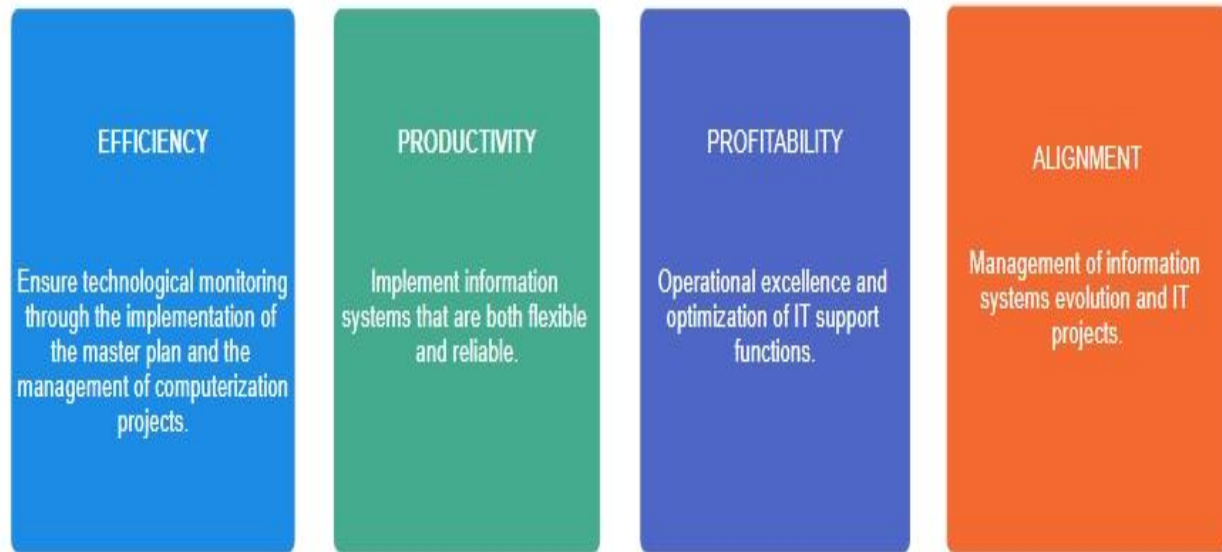 EFFICIENCY
Ensure technological monitoring
through the implementation of
the master plan and the
management of computerization
projects.
PRODUCTIVITY
Implement information
systems that are both flexible
and reliable.
PROFITABILITY
Operational excellence and
optimization of IT support
functions.
ALIGNMENT
Management of information
systems evolution and IT
projects.